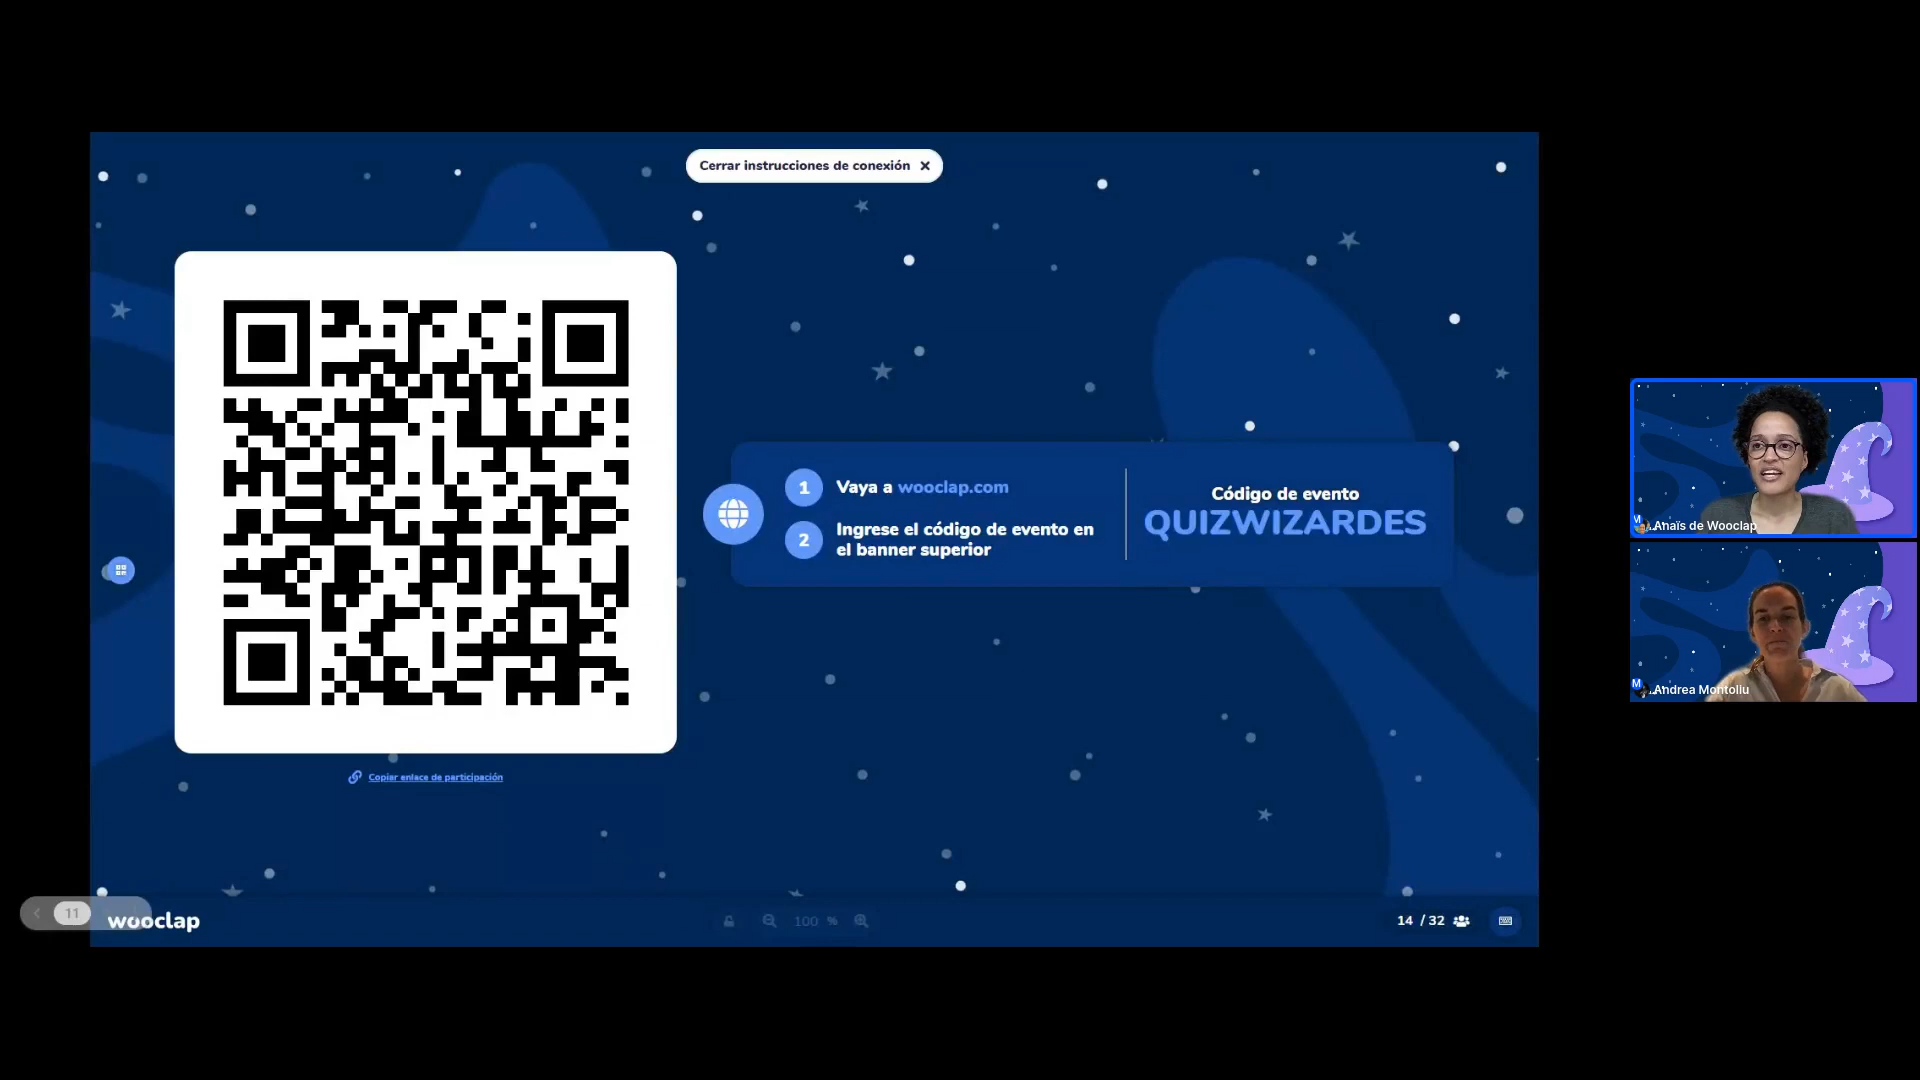 Cerrar instrucciones de conexión
1 Vaya a wooclap.com
2 Ingrese el código de evento en
el banner superior
Código de evento
QUIZWIZARDES
Copiar enlace de participación
Anaïs de Wooclap
Andrea Montoliu
11
wooclap
100 %
14 / 32